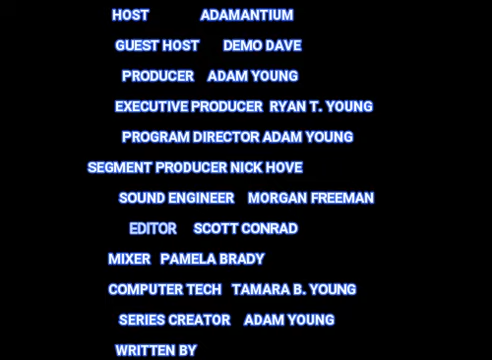 HOST ADAMANTIUM
GUEST HOST DEMO DAVE
PRODUCER ADAM YOUNG
EXECUTIVE PRODUCER RYAN T. YOUNG
PROGRAM DIRECTOR ADAM YOUNG
SEGMENT PRODUCER NICK HOVE
SOUND ENGINEER MORGAN FREEMAN
EDITOR SCOTT CONRAD
MIXER PAMELA BRADY
COMPUTER TECH TAMARA B. YOUNG
SERIES CREATOR ADAM YOUNG
WRITTEN BY